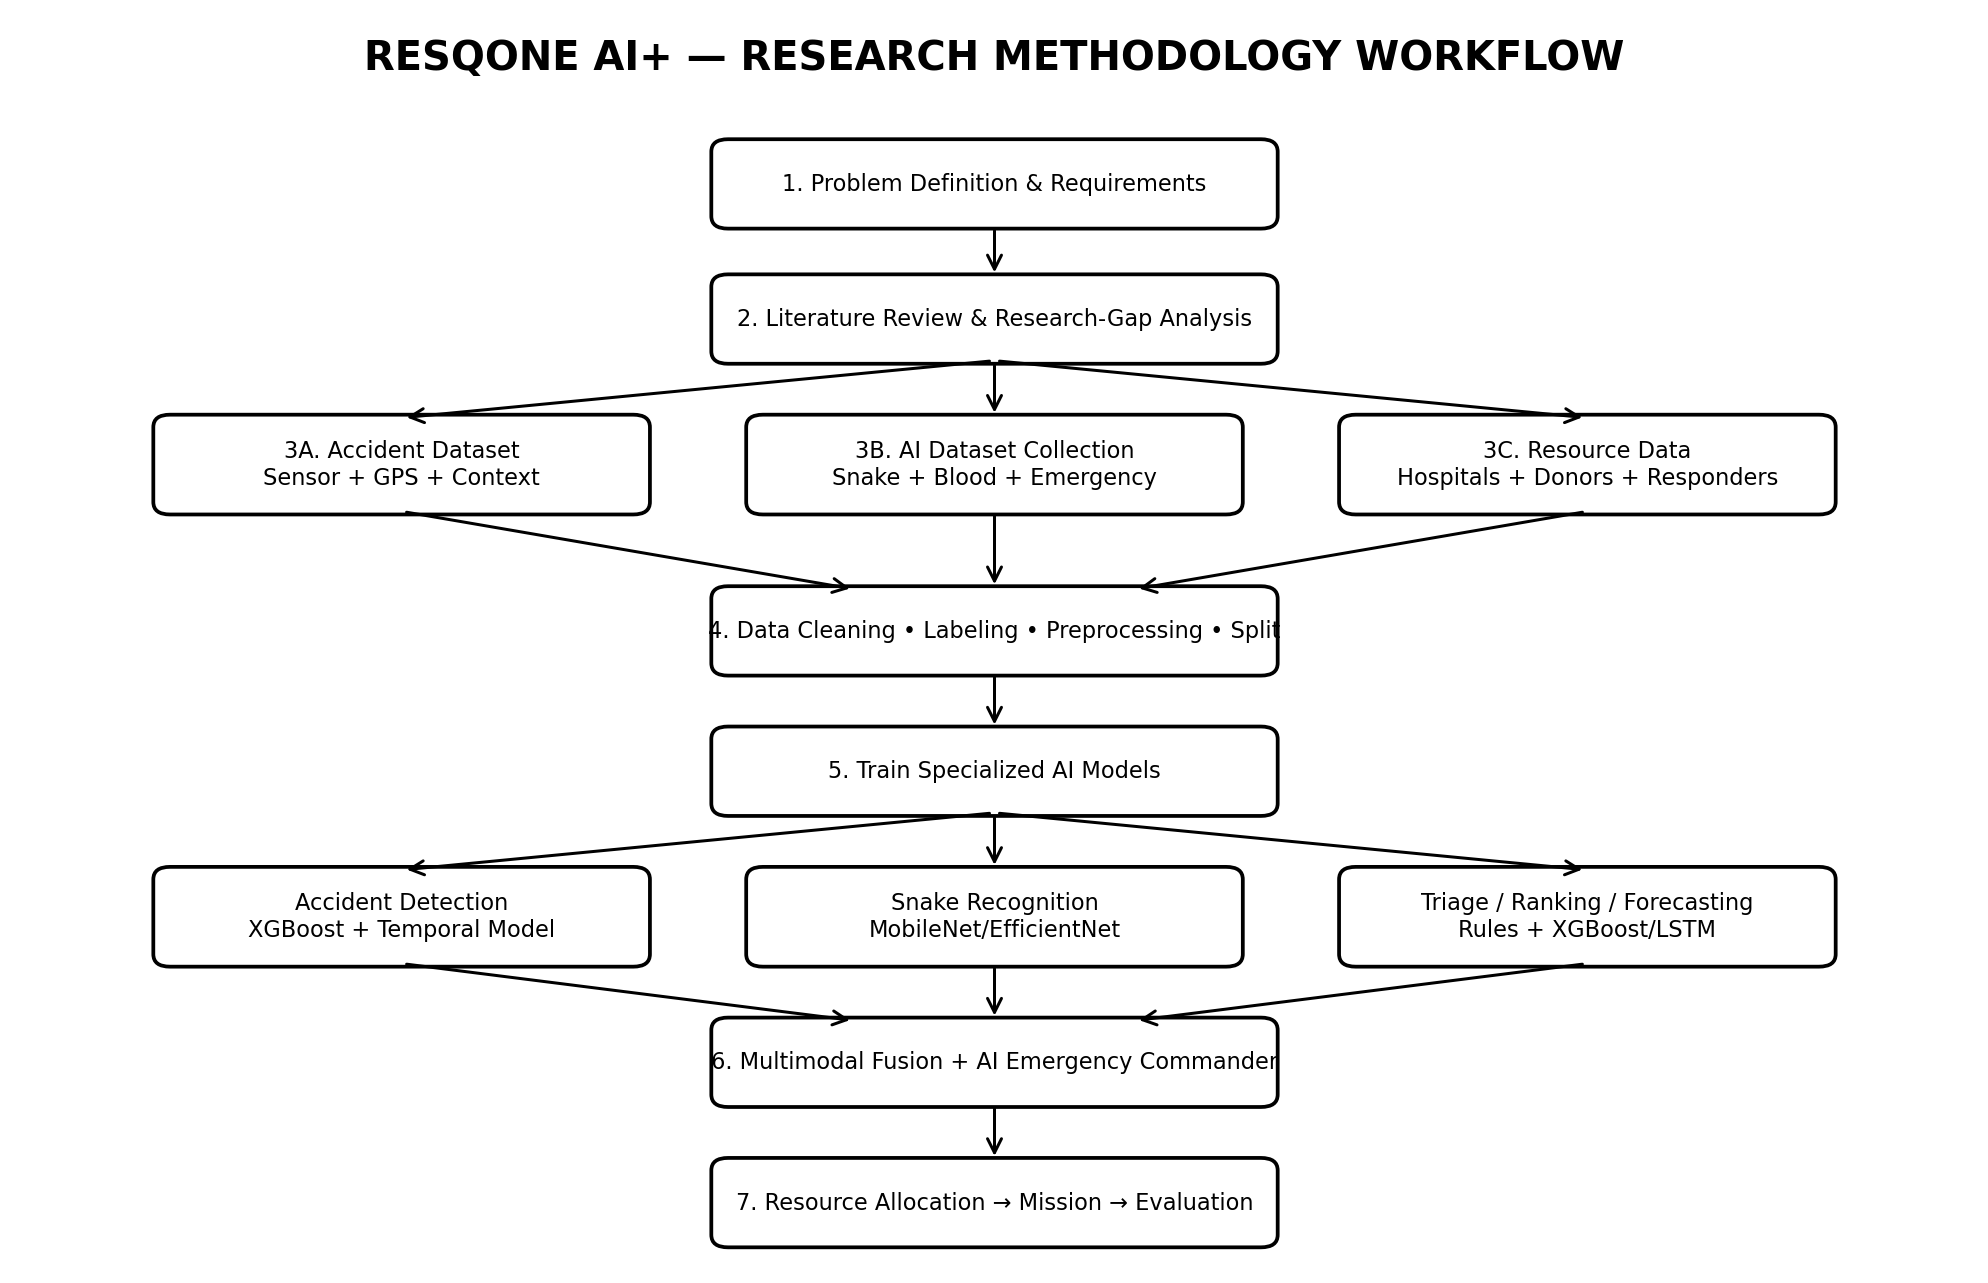 RESQONE AI+ — RESEARCH METHODOLOGY WORKFLOW
1. Problem Definition & Requirements
2. Literature Review & Research-Gap Analysis
3A. Accident Dataset
Sensor + GPS + Context
3B. AI Dataset Collection
Snake + Blood + Emergency
3C. Resource Data
Hospitals + Donors + Responders
4. Data Cleaning • Labeling • Preprocessing • Split
5. Train Specialized AI Models
Accident Detection
XGBoost + Temporal Model
Snake Recognition
MobileNet/EfficientNet
Triage / Ranking / Forecasting
Rules + XGBoost/LSTM
6. Multimodal Fusion + AI Emergency Commander
7. Resource Allocation → Mission → Evaluation